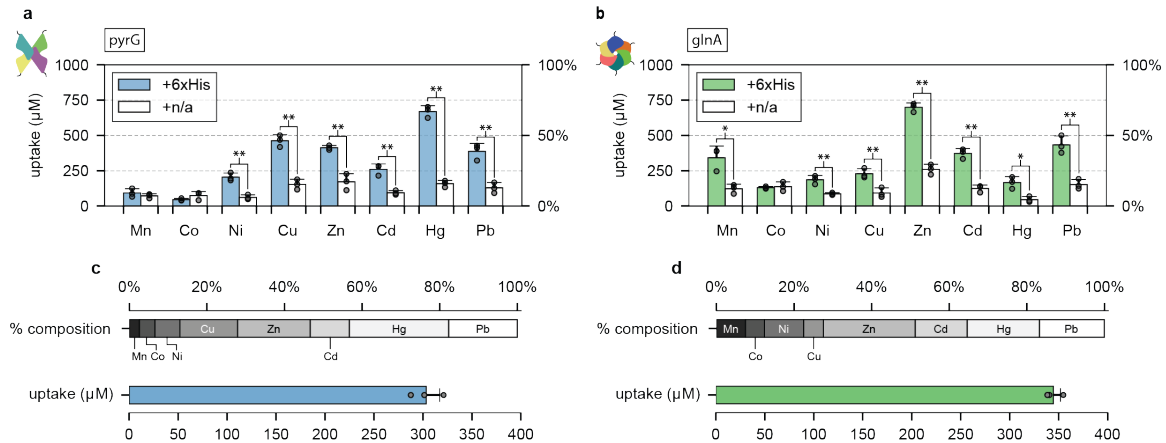 a
pyrG
1000
750
500
250
0
uptake (µM)
+6xHis
+n/a
** ** ** ** ** **
100%
50%
0%
Mn Co Ni Cu Zn Cd Hg Pb
b
glnA
1000
750
500
250
0
uptake (µM)
+6xHis
+n/a
* ** ** ** ** * **
100%
50%
0%
Mn Co Ni Cu Zn Cd Hg Pb
c
0% 20% 40% 60% 80% 100%
% composition
Cu Zn Hg Pb
Mn Co Ni Cd
uptake (µM)
0 50 100 150 200 250 300 350 400
d
0% 20% 40% 60% 80% 100%
% composition
Mn Ni Zn Cd Hg Pb
Co Cu
uptake (µM)
0 50 100 150 200 250 300 350 400